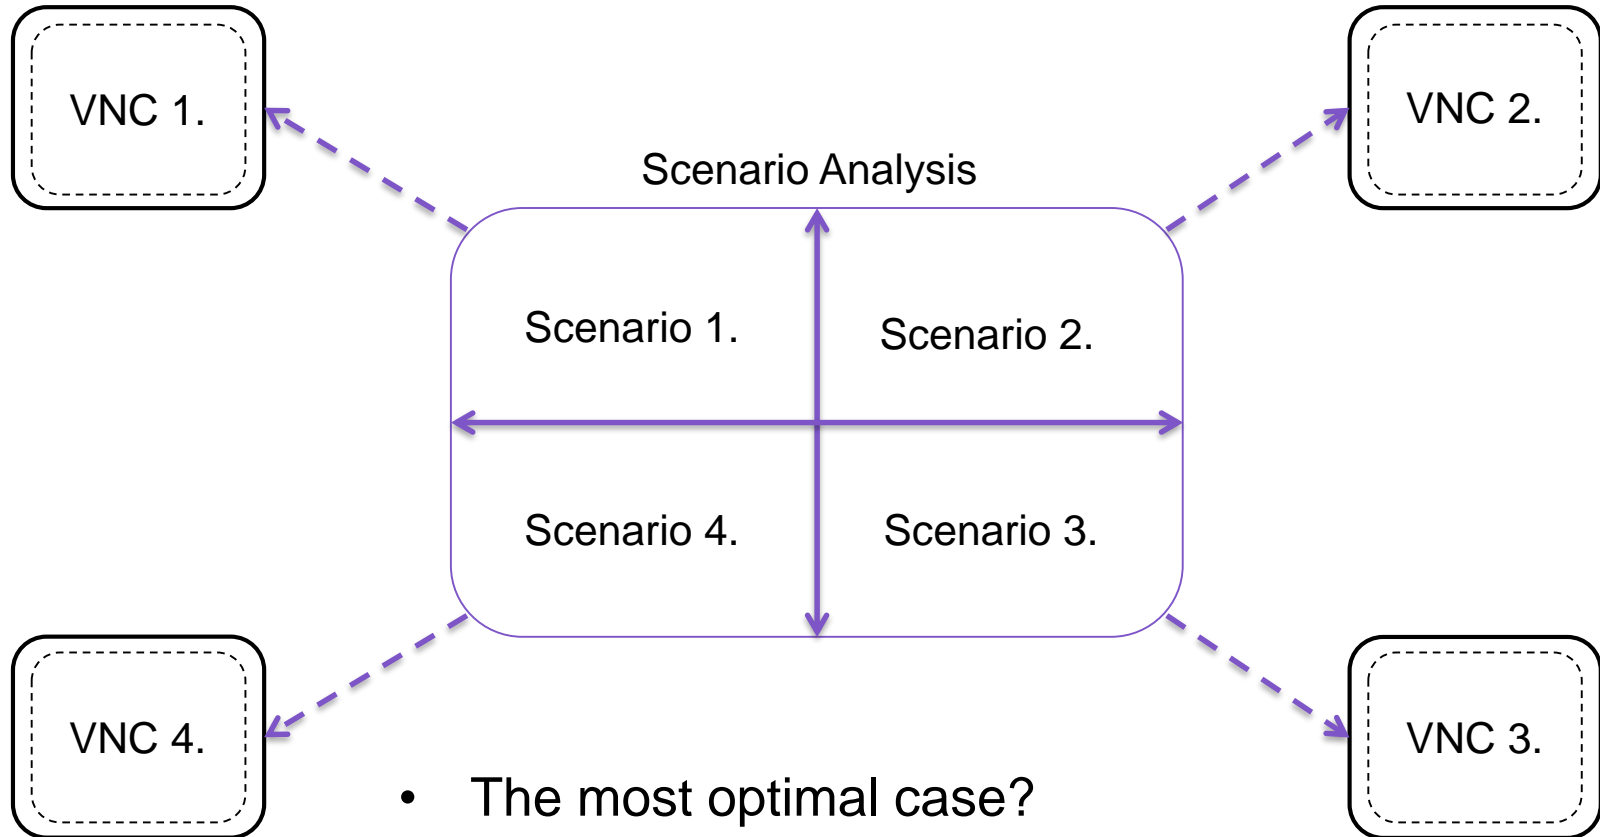 VNC 1.
VNC 2.
Scenario Analysis
Scenario 1.
Scenario 2.
Scenario 4.
Scenario 3.
VNC 4.
VNC 3.
• The most optimal case?